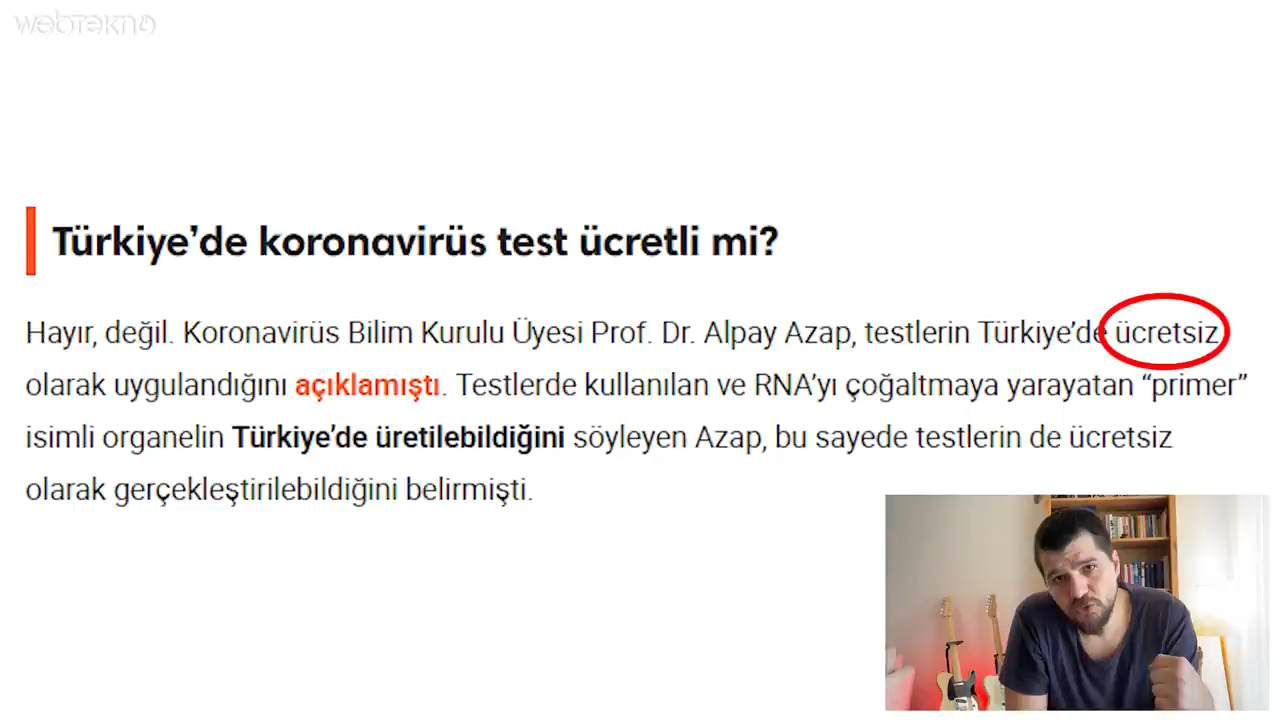 webtekno
Türkiye’de koronavirüs test ücretli mi?
Hayır, değil. Koronavirüs Bilim Kurulu Üyesi Prof. Dr. Alpay Azap, testlerin Türkiye’de ücretsiz
olarak uygulandığını açıklamıştı. Testlerde kullanılan ve RNA’yı çoğaltmaya yarayatan “primer”
isimli organelin Türkiye’de üretilebildiğini söyleyen Azap, bu sayede testlerin de ücretsiz
olarak gerçekleştirilebildiğini belirmişti.